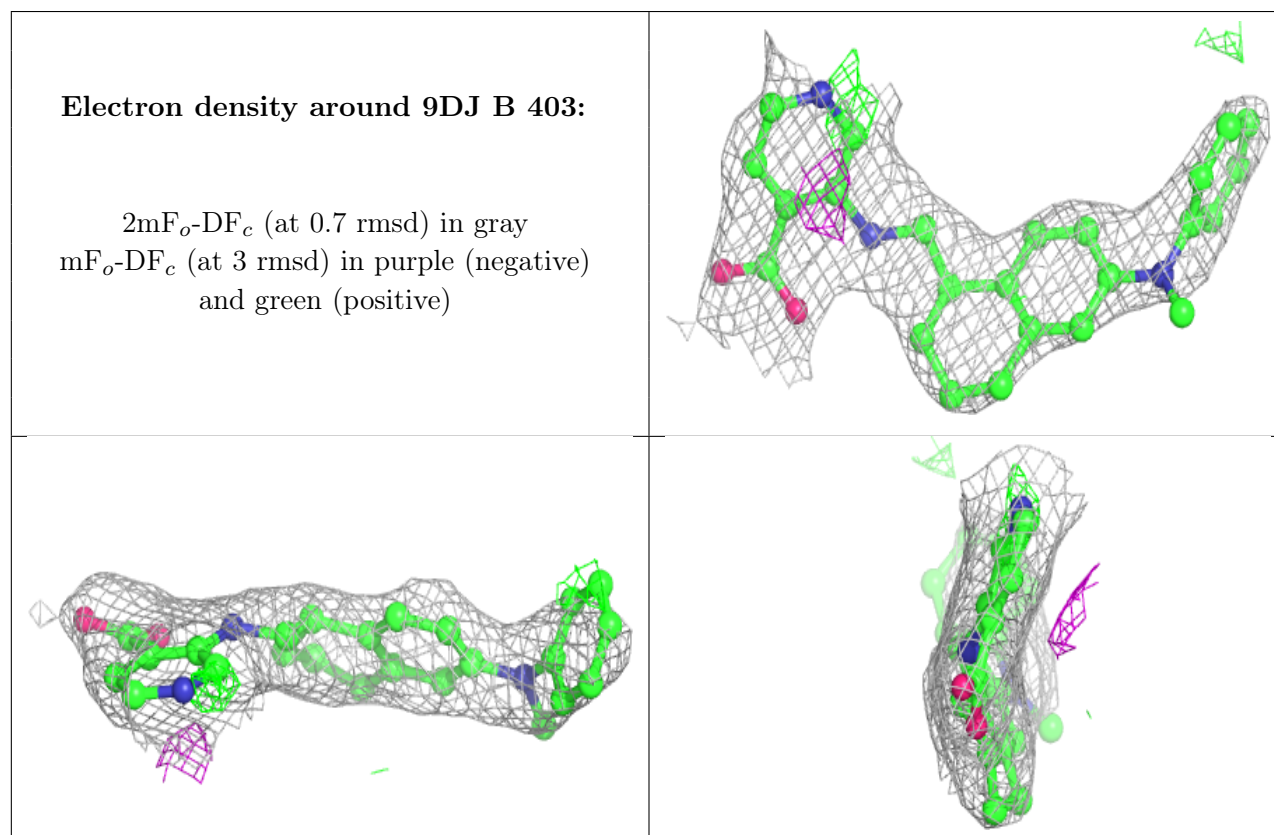 Electron density around 9DJ B 403:
2mFₒ-DF𝒸 (at 0.7 rmsd) in gray
mFₒ-DF𝒸 (at 3 rmsd) in purple (negative)
and green (positive)